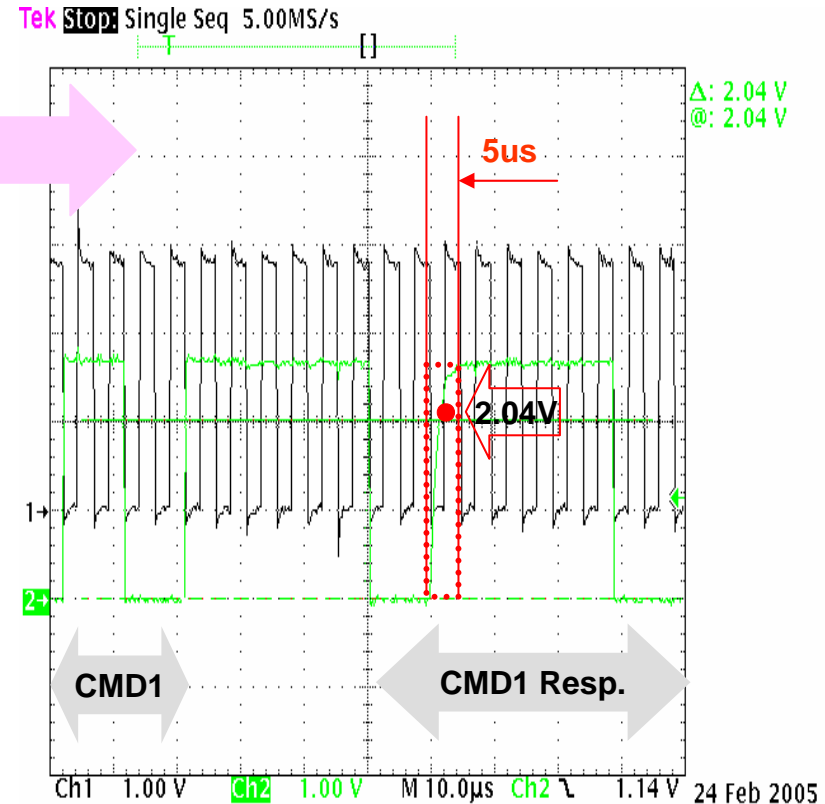 Tek Stop: Single Seq 5.00MS/s
T
[ ]
Δ: 2.04 V
@: 2.04 V
5us
2.04V
1→
2→
CMD1
CMD1 Resp.
Ch1 1.00 V Ch2 1.00 V M 10.0µs Ch2 ʅ 1.14 V 24 Feb 2005